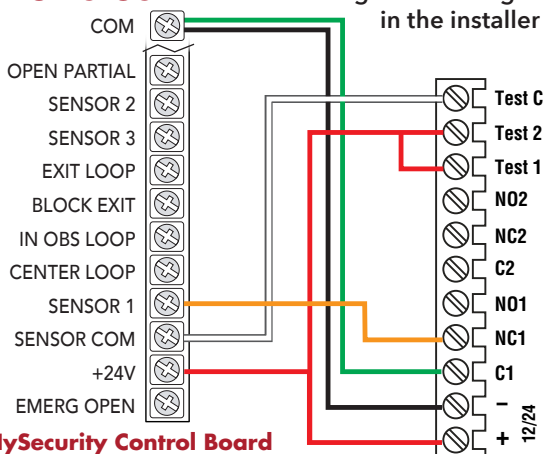 in the installer
COM
OPEN PARTIAL
SENSOR 2
SENSOR 3
EXIT LOOP
BLOCK EXIT
IN OBS LOOP
CENTER LOOP
SENSOR 1
SENSOR COM
+24V
EMERG OPEN
Security Control Board
Test C
Test 2
Test 1
NO2
NC2
C2
NO1
NC1
C1
–
+
12/24